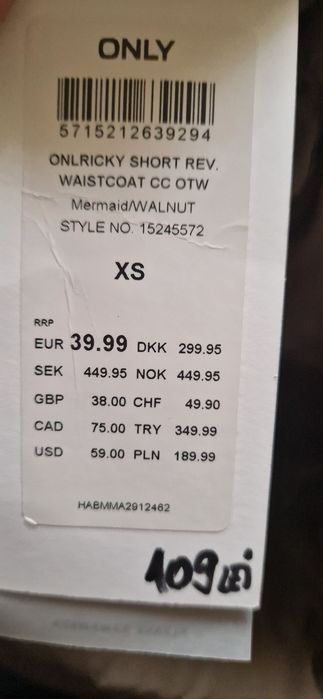 ONLY
5715212639294
ONLRICKY SHORT REV.
WAISTCOAT CC OTW
Mermaid/WALNUT
STYLE NO. 15245572
XS
RRP
EUR 39.99 DKK 299.95
SEK 449.95 NOK 449.95
GBP 38.00 CHF 49.90
CAD 75.00 TRY 349.99
USD 59.00 PLN 189.99
HABMMA2912462
109 LEI